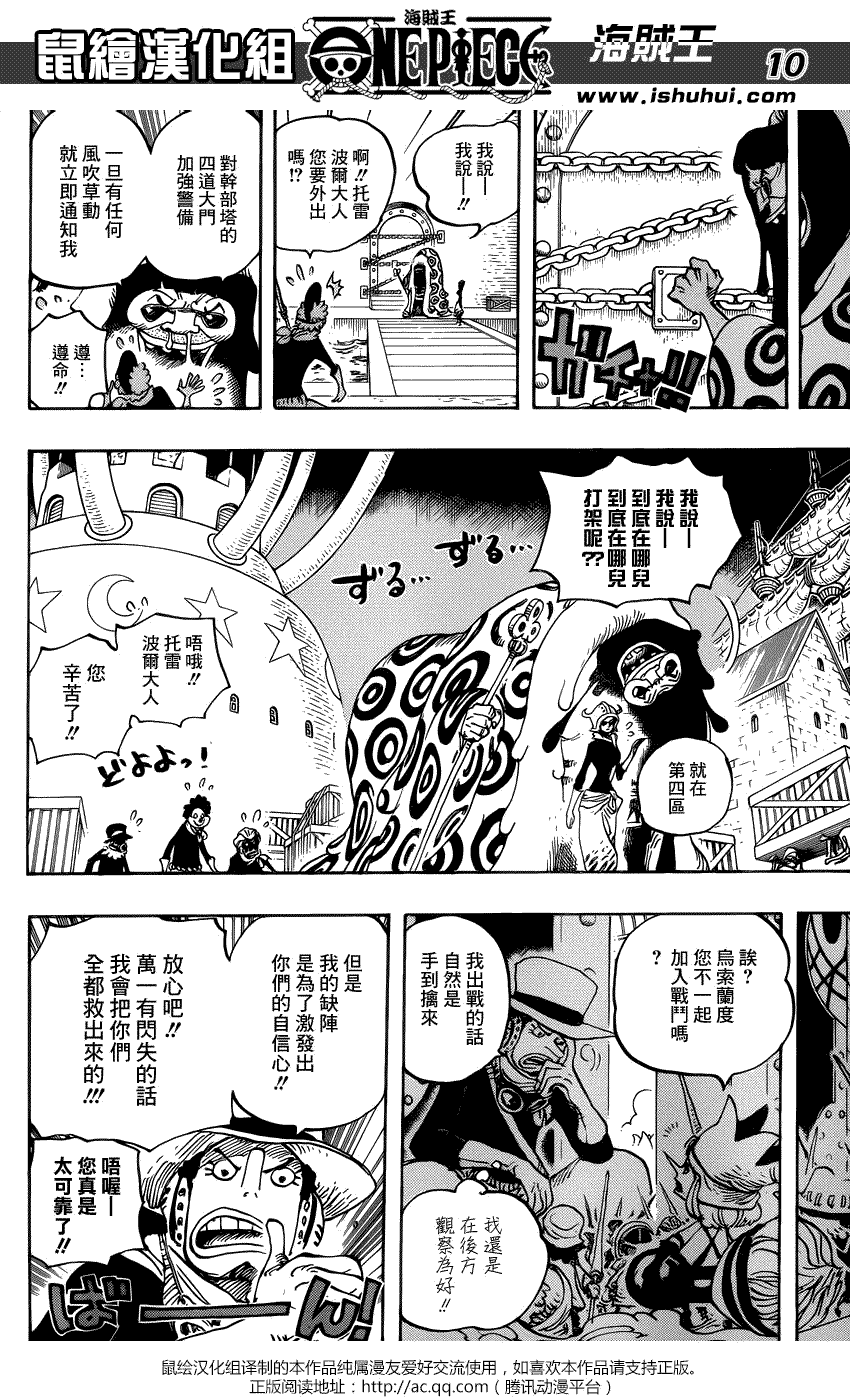 鼠繪漢化組
海賊王
ONE PIECE
海賊王
www.ishuhui.com
10
ガチャ…!!
我說—
我說—!!
啊!!托雷
波爾大人
您要外出
嗎!?
對幹部塔的
四道大門
加強警備
一旦有任何
風吹草動
就立即通知我
遵…
遵命!!
我說—
我說—
到底在哪兒
到底在哪兒
打架呢??
就在
第四區
ずる…
ずる…
唔哦!!
托雷
波爾大人
您
辛苦了!!
どよよっ!
誒?
烏索蘭度
您不一起
加入戰鬥嗎
?
我出戰的話
自然是
手到擒來
我還是
在後方
觀察為
好!!
但是
我的缺陣
是為了激發出
你們的自信心!!
放心吧!!
萬一有閃失的話
我會把你們
全都救出來的!!!
唔喔—
您真是
太可靠了!!
ばーーん!
鼠绘汉化组译制的本作品纯属漫友爱好交流使用，如喜欢本作品请支持正版。
正版阅读地址：http://ac.qq.com（腾讯动漫平台）